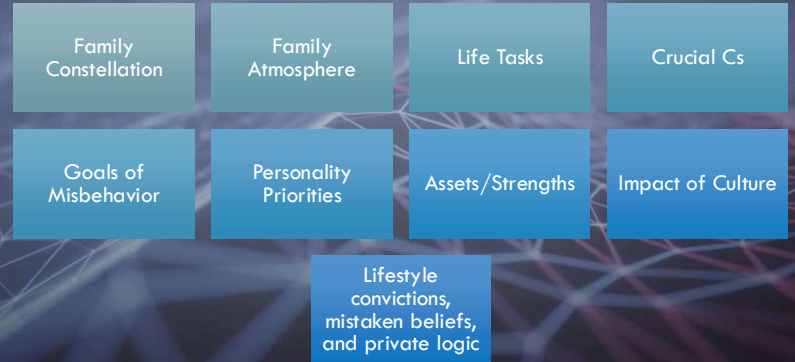 Family
Constellation
Family
Atmosphere
Life Tasks
Crucial Cs
Goals of
Misbehavior
Personality
Priorities
Assets/Strengths
Impact of Culture
Lifestyle
convictions,
mistaken beliefs,
and private logic